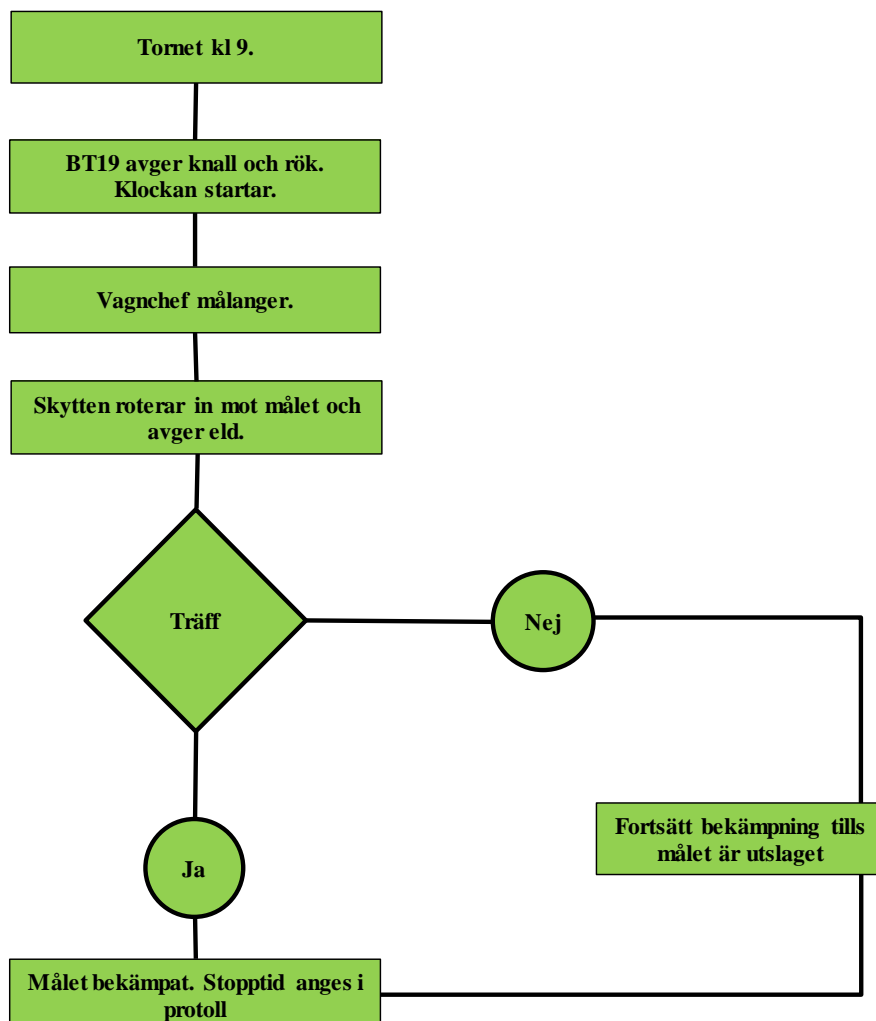 Tornet kl 9.
BT19 avger knall och rök.
Klockan startar.
Vagnchef målanger.
Skytten roterar in mot målet och
avger eld.
Träff
Nej
Fortsätt bekämpning tills
målet är utslaget
Ja
Målet bekämpat. Stopptid anges i
protoll